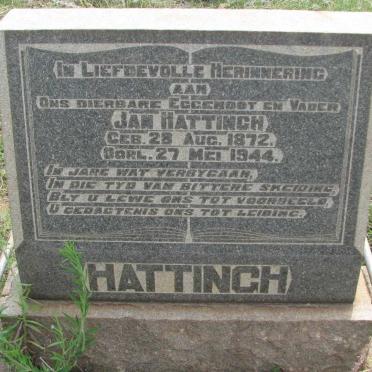 In Liefdevolle Herinnering
aan
Ons dierbare Eggenoot en Vader
Jan Hattingh
Geb. 28 Aug. 1872.
Oorl. 27 Mei 1944.
In jare wat verbygaan,
In die tyd van bittere skeiding
Bly u lewe ons tot voorbeeld,
U gedagtenis ons tot leiding.
HATTINGH